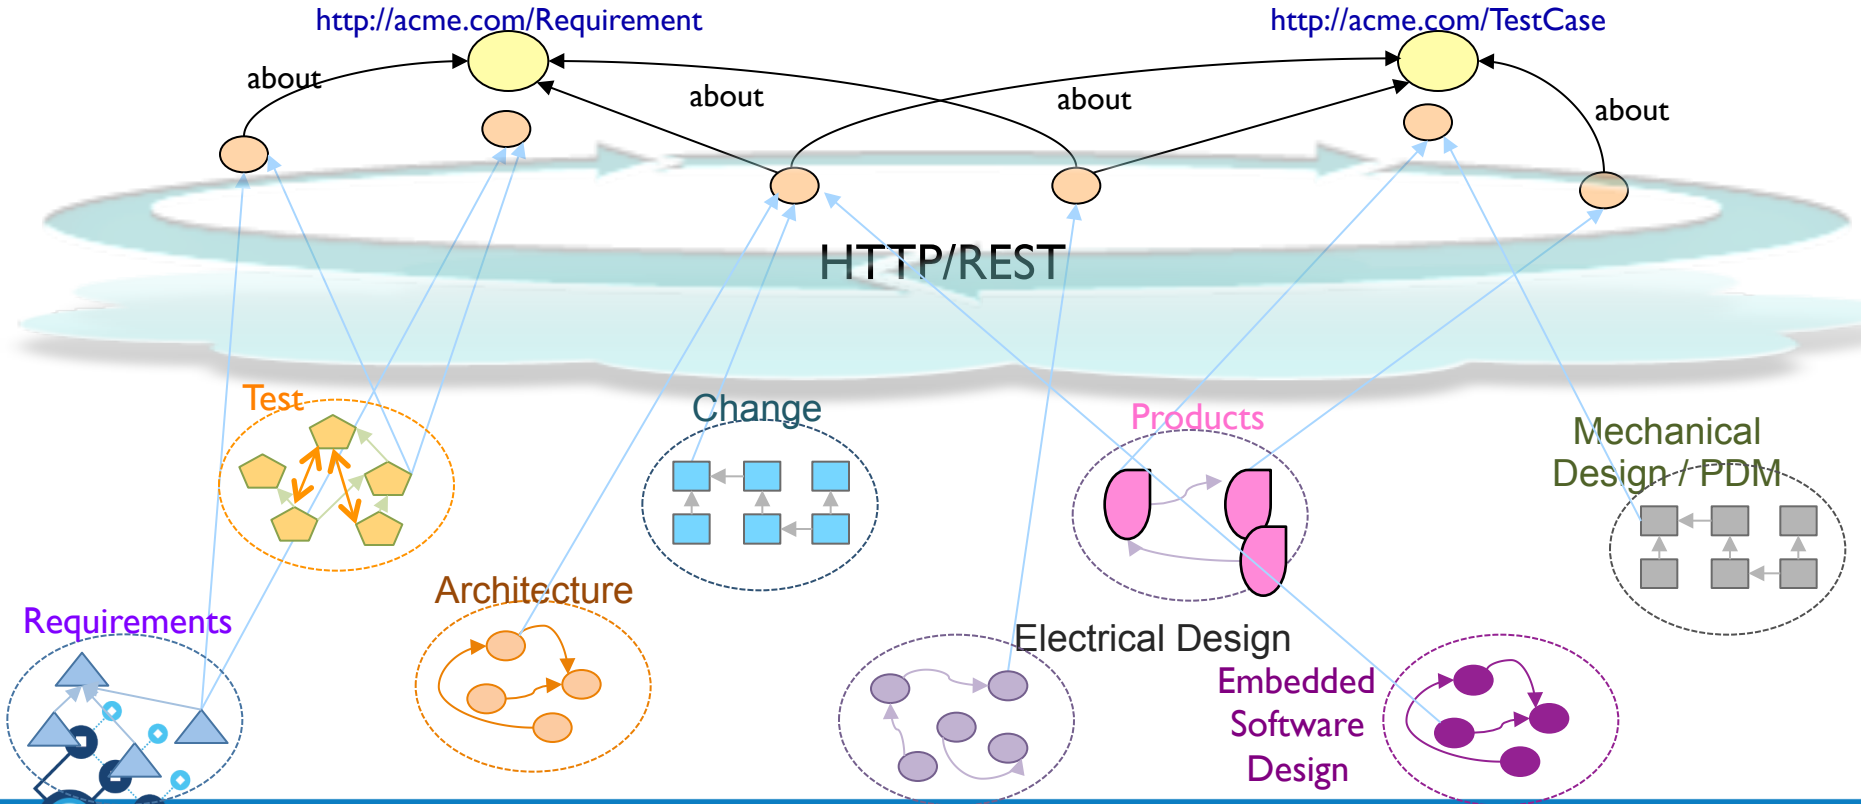 http://acme.com/Requirement
http://acme.com/TestCase
about
about
about
about
HTTP/REST
Test
Change
Products
Mechanical
Design / PDM
Architecture
Requirements
Electrical Design
Embedded
Software
Design